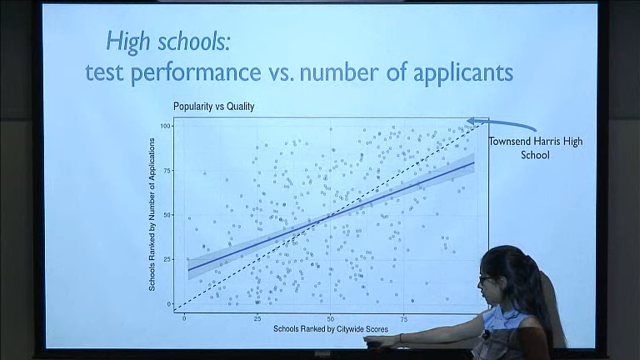 High schools:
test performance vs. number of applicants
Popularity vs Quality
Schools Ranked by Number of Applications
100
75
50
25
0
Townsend Harris High
School
0
25
50
75
Schools Ranked by Citywide Scores